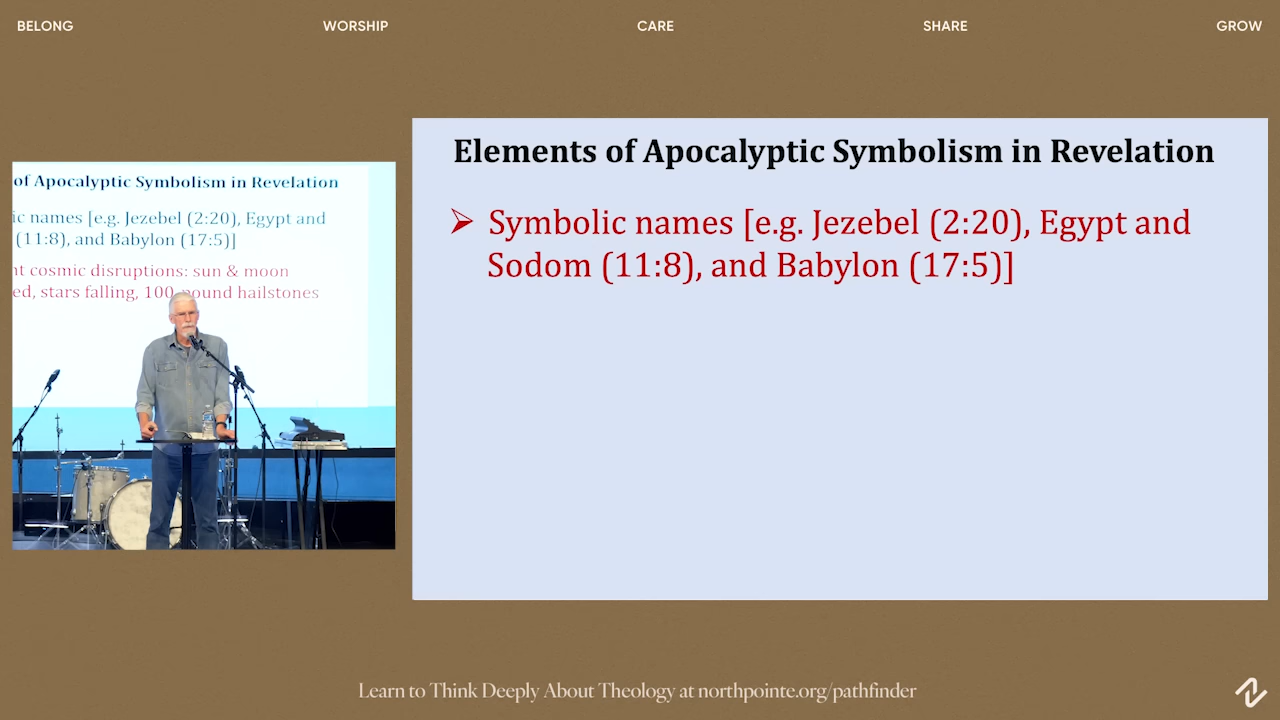 BELONG
WORSHIP
CARE
SHARE
GROW
of Apocalyptic Symbolism in Revelation
ic names [e.g. Jezebel (2:20), Egypt and
(11:8), and Babylon (17:5)]
nt cosmic disruptions: sun & moon
ed, stars falling, 100-pound hailstones
Elements of Apocalyptic Symbolism in Revelation
➢ Symbolic names [e.g. Jezebel (2:20), Egypt and
Sodom (11:8), and Babylon (17:5)]
Learn to Think Deeply About Theology at northpointe.org/pathfinder